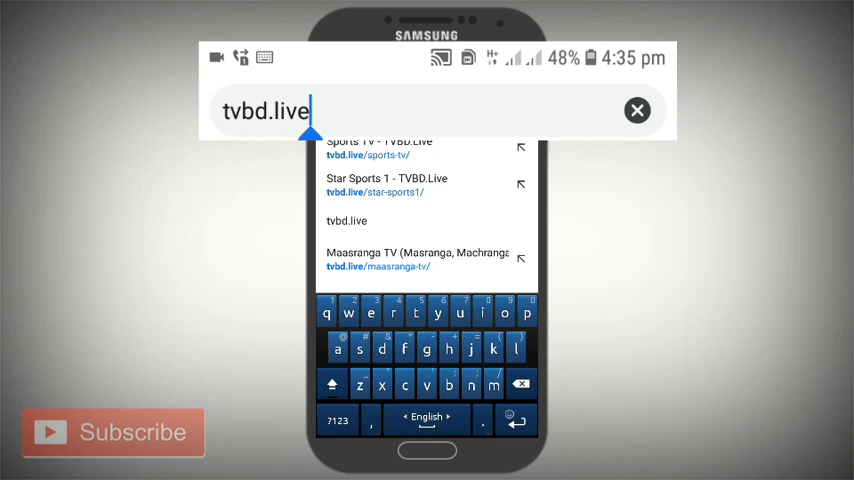 SAMSUNG
H+ 48% 4:35 pm
tvbd.live
Sports TV - TVBD.Live
tvbd.live/sports-tv/
Star Sports 1 - TVBD.Live
tvbd.live/star-sports1/
tvbd.live
Maasranga TV (Masranga, Machranga
tvbd.live/maasranga-tv/
1 2 3 4 5 6 7 8 9 0
q w e r t y u i o p
@ # & * - + = ( )
a s d f g h j k l
z x c v b n m
?123 , English .
Subscribe